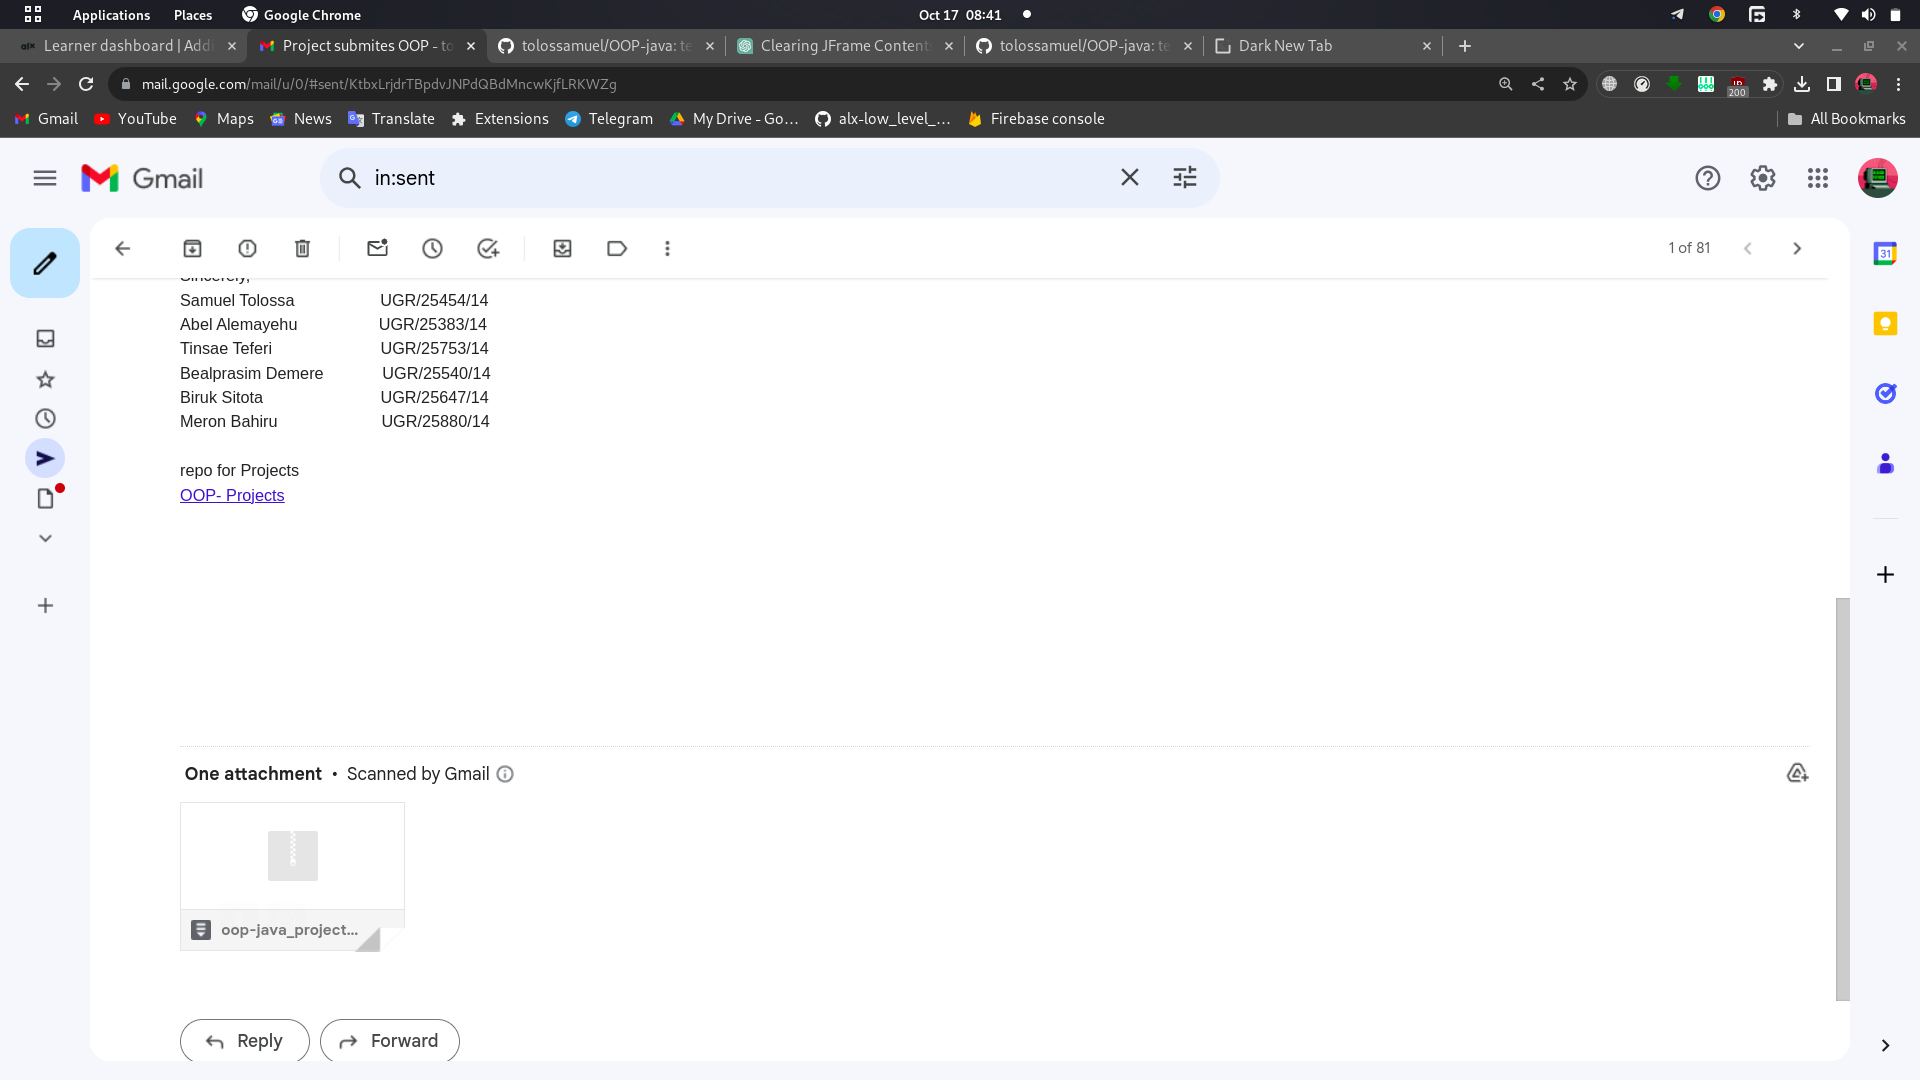 Applications Places Google Chrome Oct 17 08:41
Learner dashboard | Addi
Project submites OOP - to
tolossamuel/OOP-java: te
Clearing JFrame Content
tolossamuel/OOP-java: te
Dark New Tab
mail.google.com/mail/u/0/#sent/KtbxLrjdrTBpdvJNPdQBdMncwKjfLRKWZg
200
Gmail YouTube Maps News Translate Extensions Telegram My Drive - Go... alx-low_level_... Firebase console All Bookmarks
Gmail
in:sent
1 of 81
31
Sincerely,
Samuel Tolossa UGR/25454/14
Abel Alemayehu UGR/25383/14
Tinsae Teferi UGR/25753/14
Bealprasim Demere UGR/25540/14
Biruk Sitota UGR/25647/14
Meron Bahiru UGR/25880/14
repo for Projects
OOP- Projects
One attachment • Scanned by Gmail
oop-java_project...
Reply Forward